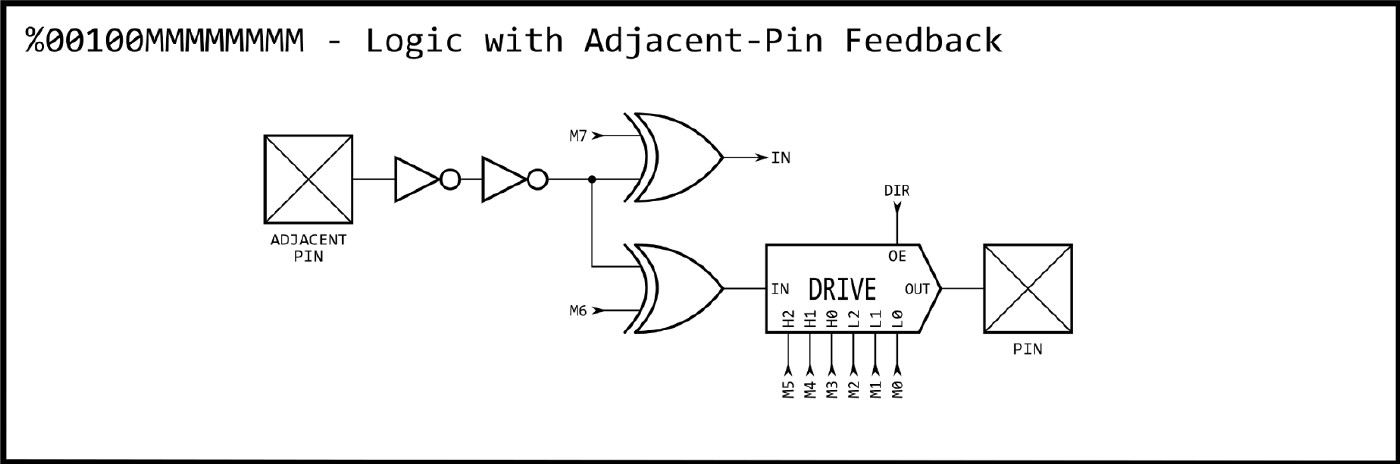 %00100MMMMMMMM - Logic with Adjacent-Pin Feedback
M7
IN
DIR
ADJACENT
PIN
OE
IN
DRIVE
OUT
M6
H2
H1
H0
L2
L1
L0
PIN
M5
M4
M3
M2
M1
M0